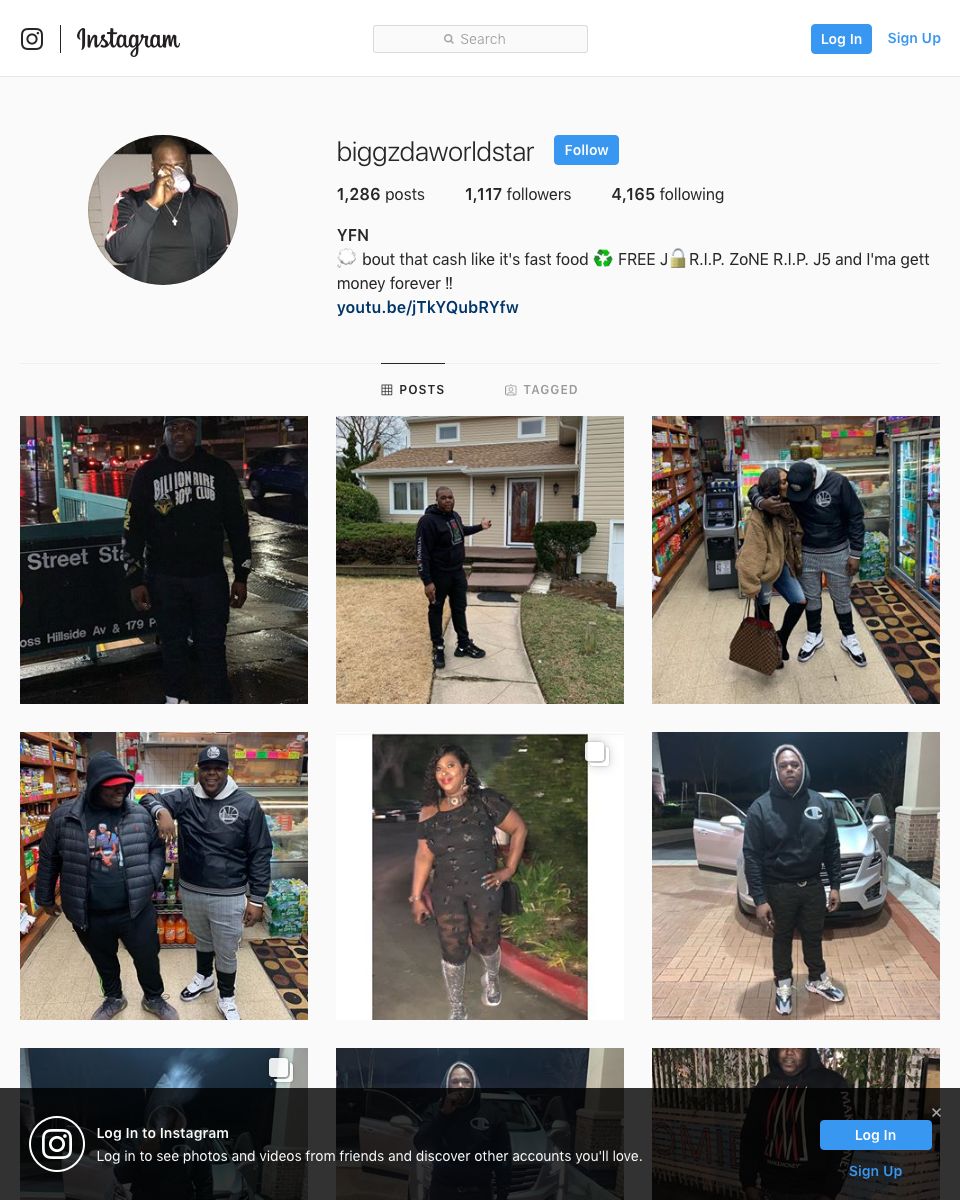 Instagram
Search
Log In
Sign Up
biggzdaworldstar
Follow
1,286 posts 1,117 followers 4,165 following
YFN
💭 bout that cash like it's fast food ♻️ FREE J🔒R.I.P. ZoNE R.I.P. J5 and I'ma gett
money forever ‼️
youtu.be/jTkYQubRYfw
POSTS
TAGGED
BILLIONAIRE
BOYS CLUB
Street Sta
oss Hillside Av & 179 P
Log In to Instagram
Log in to see photos and videos from friends and discover other accounts you'll love.
Log In
Sign Up